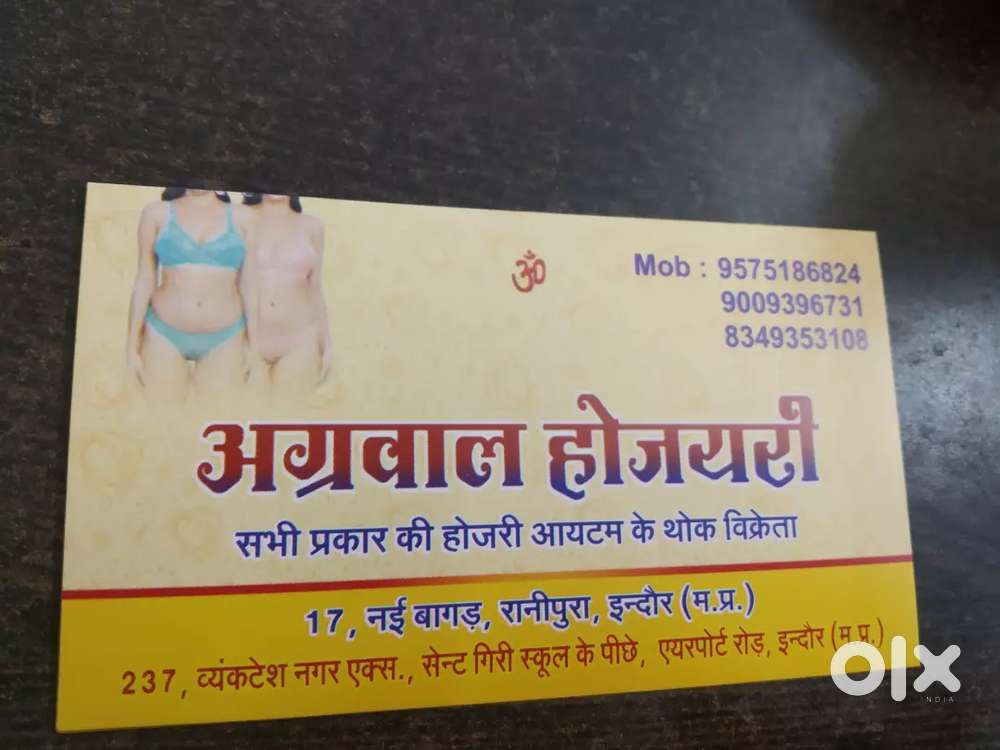 ॐ
Mob : 9575186824
9009396731
8349353108
अग्रवाल होजयरी
सभी प्रकार की होजरी आयटम के थोक विक्रेता
17, नई बागड़, रानीपुरा, इन्दौर (म.प्र.)
237, व्यंकटेश नगर एक्स., सेन्ट गिरी स्कूल के पीछे, एयरपोर्ट रोड़, इन्दौर (म.प्र.)
olx
INDIA